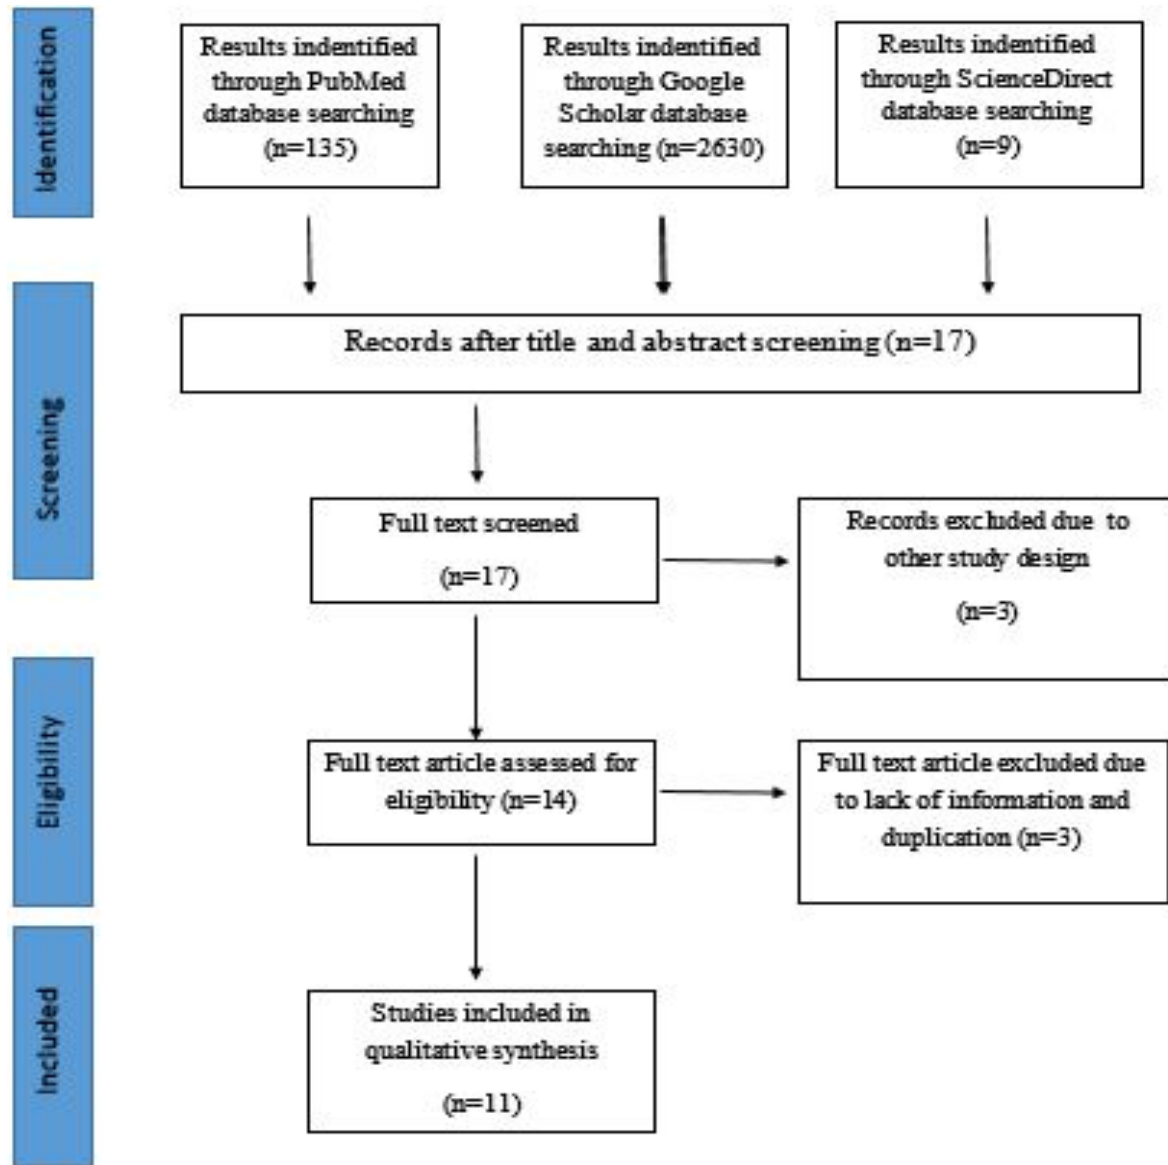 Identification
Results indentified
through PubMed
database searching
(n=135)
Results indentified
through Google
Scholar database
searching (n=2630)
Results indentified
through ScienceDirect
database searching
(n=9)
Screening
Records after title and abstract screening (n=17)
Full text screened
(n=17)
Records excluded due to
other study design
(n=3)
Eligibility
Full text article assessed for
eligibility (n=14)
Full text article excluded due
to lack of information and
duplication (n=3)
Included
Studies included in
qualitative synthesis
(n=11)